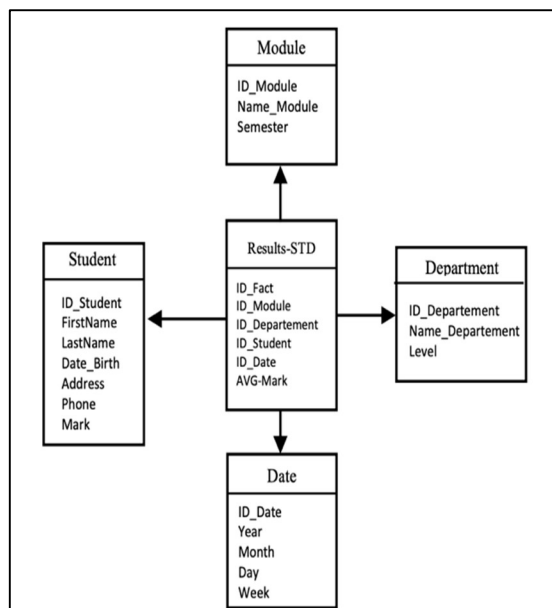 Module
ID_Module
Name_Module
Semester
Student
ID_Student
FirstName
LastName
Date_Birth
Address
Phone
Mark
Results-STD
ID_Fact
ID_Module
ID_Departement
ID_Student
ID_Date
AVG-Mark
Department
ID_Departement
Name_Departement
Level
Date
ID_Date
Year
Month
Day
Week